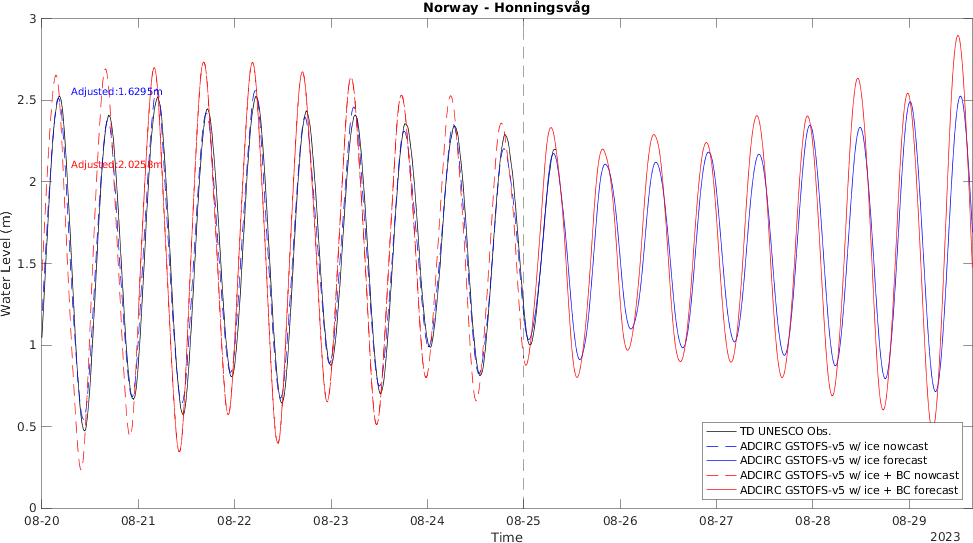 Norway - Honningsvåg
3
2.5
2
1.5
1
0.5
0
Water Level (m)
Adjusted:1.6295m
Adjusted:2.0258m
TD UNESCO Obs.
ADCIRC GSTOFS-v5 w/ ice nowcast
ADCIRC GSTOFS-v5 w/ ice forecast
ADCIRC GSTOFS-v5 w/ ice + BC nowcast
ADCIRC GSTOFS-v5 w/ ice + BC forecast
08-20 08-21 08-22 08-23 08-24 08-25 08-26 08-27 08-28 08-29
Time
2023